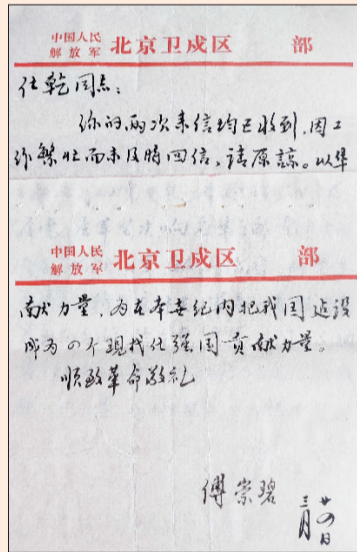 中国人民
解放军 北京卫戍区 部
仕乾同志:
你的两次来信均已收到，因工
作繁忙而未及时回信，请原谅。以华
中国人民
解放军 北京卫戍区 部
献力量，为在本世纪内把我国建设
成为四个现代化强国贡献力量。
顺致革命敬礼
傅崇碧
三月廿四日